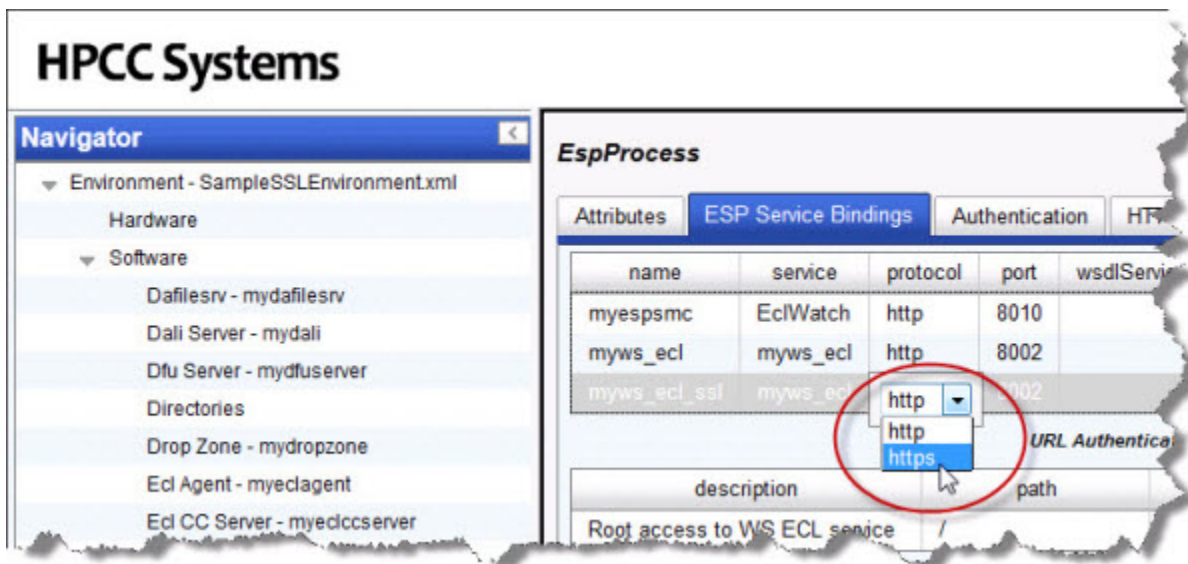 HPCC Systems
Navigator
Environment - SampleSSLEnvironment.xml
Hardware
Software
Dafilesrv - mydafilesrv
Dali Server - mydali
Dfu Server - mydfuserver
Directories
Drop Zone - mydropzone
Ecl Agent - myeclagent
Ecl CC Server - myeclccserver
EspProcess
Attributes ESP Service Bindings Authentication
name service protocol port
myespsmc EclWatch http 8010
myws_ecl myws_ecl http 8002
myws_ecl_ssl myws_ecl http 8002
http
https
URL
description path
Root access to WS ECL service /